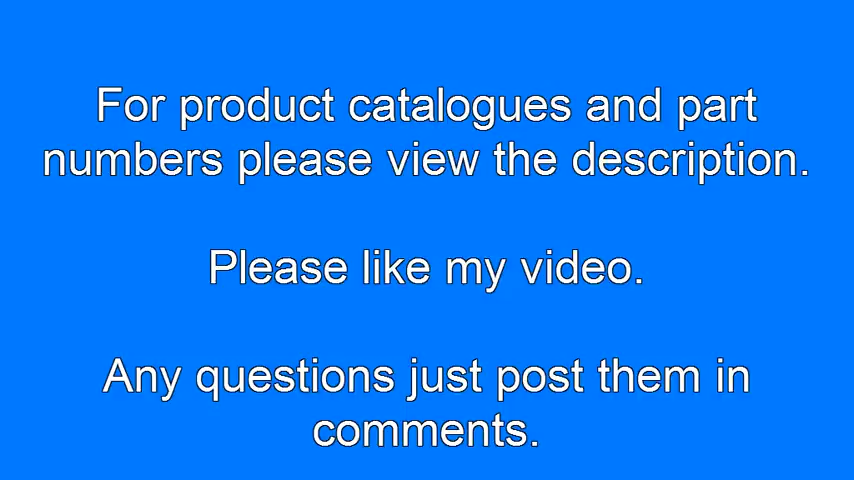 For product catalogues and part
numbers please view the description.
Please like my video.
Any questions just post them in
comments.